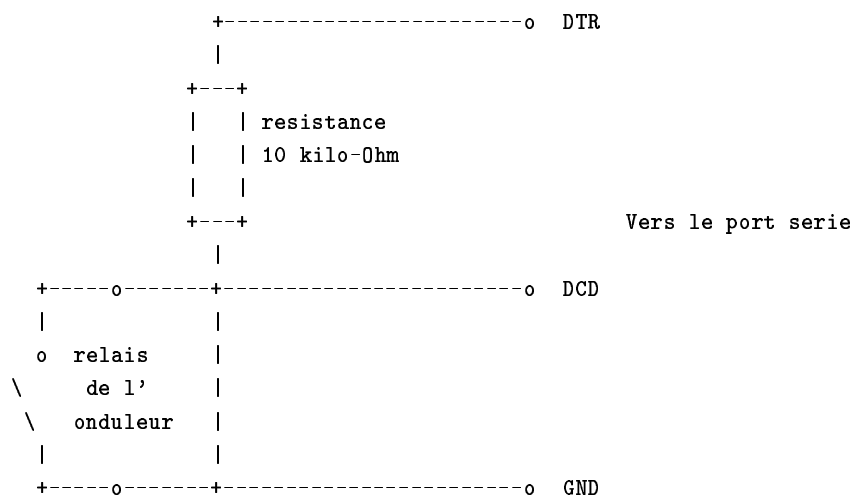 DTR
resistance
10 kilo-Ohm
Vers le port serie
DCD
relais
de l'
onduleur
GND